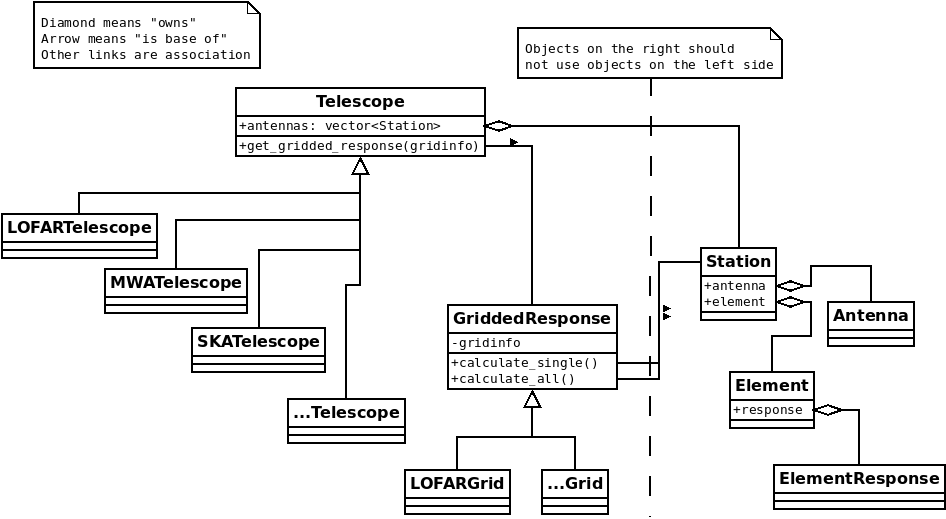 Diamond means "owns"
Arrow means "is base of"
Other links are association
Objects on the right should
not use objects on the left side
Telescope
+antennas: vector<Station>
+get_gridded_response(gridinfo)
LOFARTelescope
MWATelescope
SKATelescope
...Telescope
GriddedResponse
-gridinfo
+calculate_single()
+calculate_all()
LOFARGrid
...Grid
Station
+antenna
+element
Antenna
Element
+response
ElementResponse